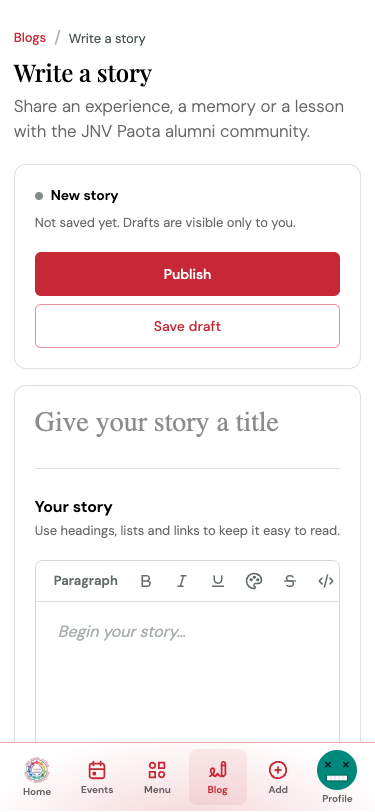 Blogs / Write a story
Write a story
Share an experience, a memory or a lesson
with the JNV Paota alumni community.
New story
Not saved yet. Drafts are visible only to you.
Publish
Save draft
Give your story a title
Your story
Use headings, lists and links to keep it easy to read.
Paragraph B I U S </>
Begin your story...
Home Events Menu Blog Add Profile